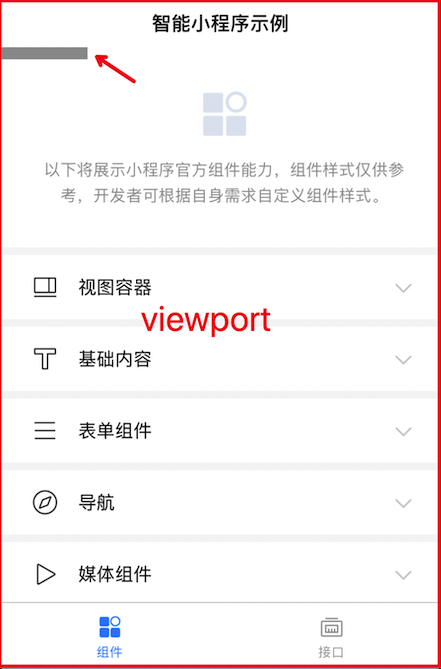 智能小程序示例
以下将展示小程序官方组件能力，组件样式仅供参
考，开发者可根据自身需求自定义组件样式。
视图容器
viewport
基础内容
表单组件
导航
媒体组件
组件
接口